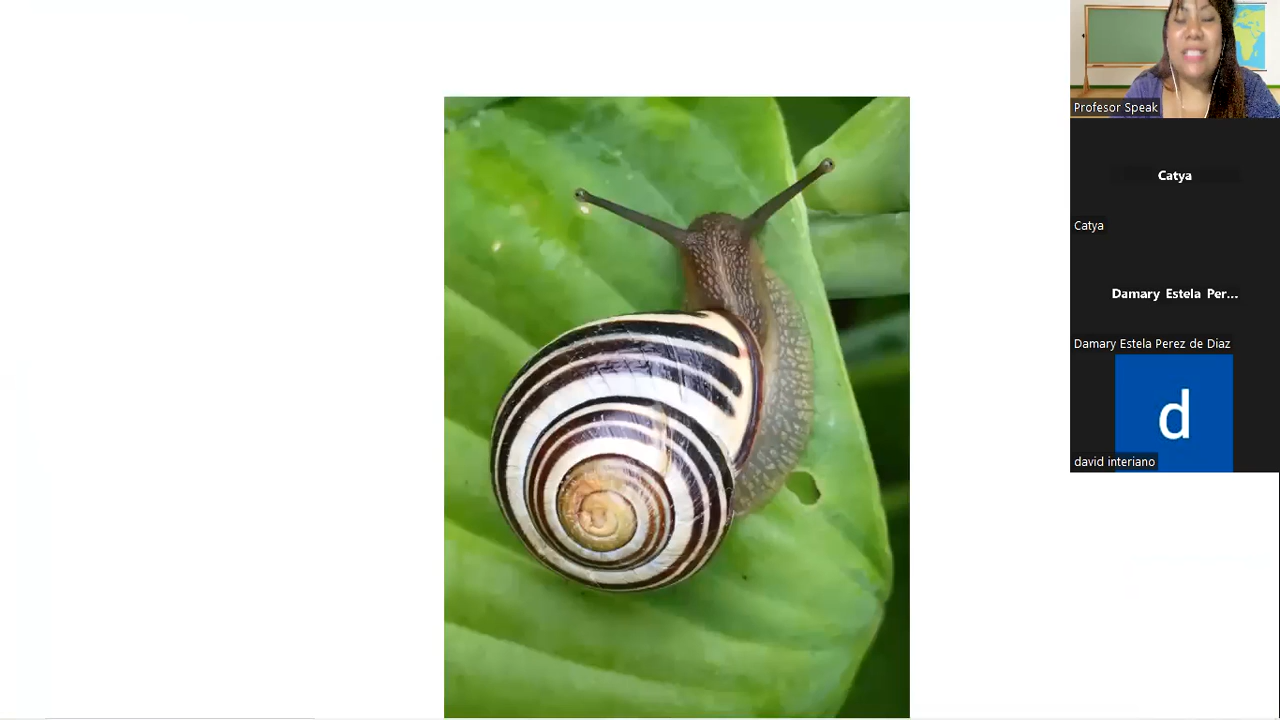 Profesor Speak
Catya
Catya
Damary Estela Per...
Damary Estela Perez de Diaz
d
david interiano